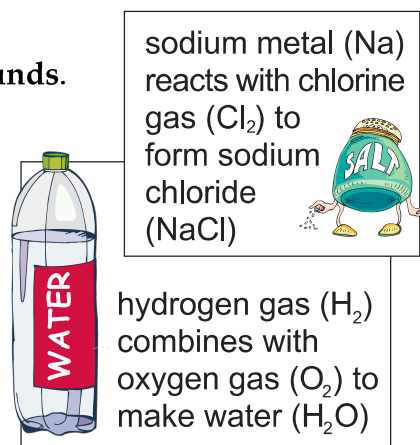 unds.
sodium metal (Na)
reacts with chlorine
gas (Cl₂) to
form sodium
chloride
(NaCl)
SALT
WATER
hydrogen gas (H₂)
combines with
oxygen gas (O₂) to
make water (H₂O)